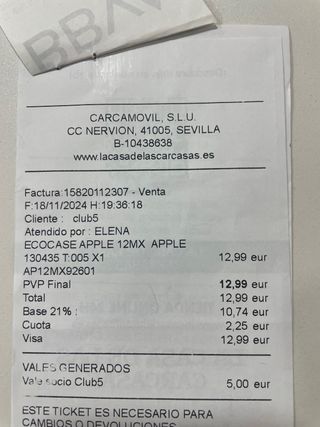 BBVA
CARCAMOVIL, S.L.U.
CC NERVION, 41005, SEVILLA
B-10438638
www.lacasadelascarcasas.es
Factura:15820112307 - Venta
F:18/11/2024 H:19:36:18
Cliente : club5
Atendido por : ELENA
ECOCASE APPLE 12MX APPLE
130435 T:005 X1 12,99 eur
AP12MX92601
PVP Final 12,99 eur
Total 12,99 eur
Base 21% : 10,74 eur
Cuota 2,25 eur
Visa 12,99 eur
VALES GENERADOS
Vale socio Club5 5,00 eur
ESTE TICKET ES NECESARIO PARA
CAMBIOS O DEVOLUCIONES